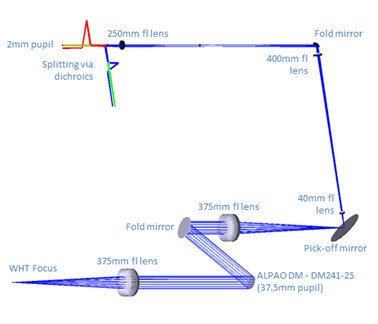 250mm fl lens
Fold mirror
2mm pupil
400mm fl
lens
Splitting via
dichroics
40mm fl
lens
375mm fl lens
Fold mirror
Pick-off mirror
WHT Focus
375mm fl lens
ALPAO DM - DM241-25
(37.5mm pupil)